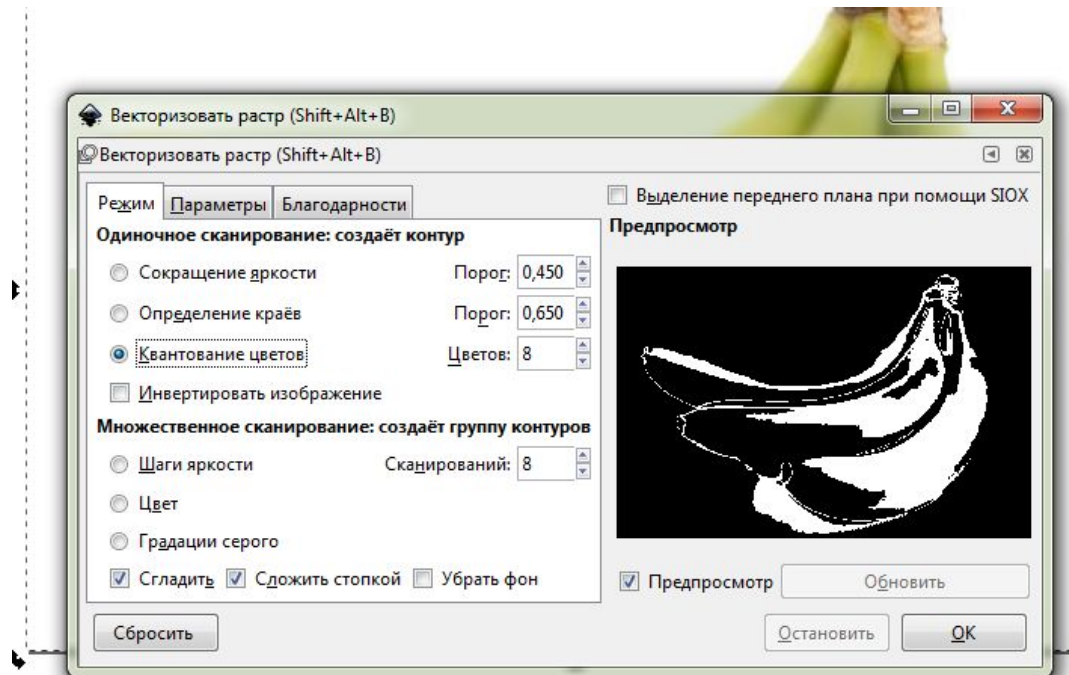 Векторизовать растр (Shift+Alt+B)
Векторизовать растр (Shift+Alt+B)
Режим Параметры Благодарности
Выделение переднего плана при помощи SIOX
Одиночное сканирование: создаёт контур
Предпросмотр
Сокращение яркости Порог: 0,450
Определение краёв Порог: 0,650
Квантование цветов Цветов: 8
Инвертировать изображение
Множественное сканирование: создаёт группу контуров
Шаги яркости Сканирований: 8
Цвет
Градации серого
Сгладить Сложить стопкой Убрать фон
Предпросмотр Обновить
Сбросить Остановить OK